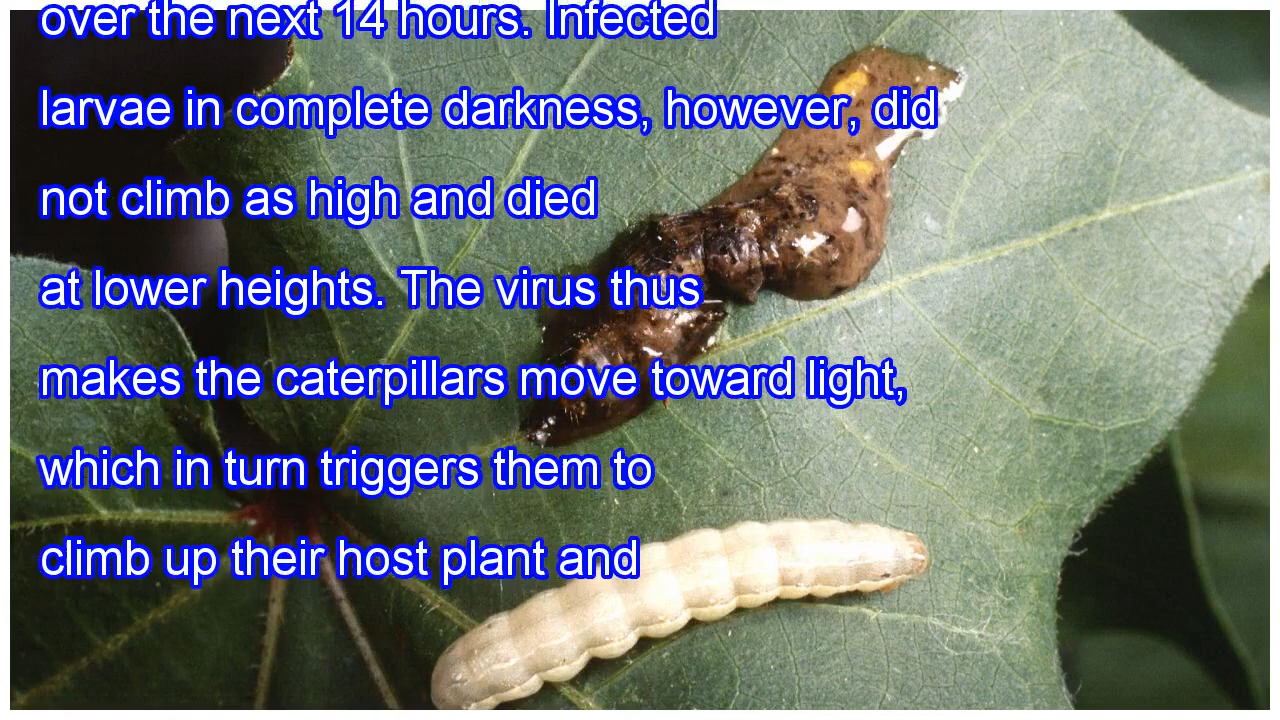 over the next 14 hours. Infected
larvae in complete darkness, however, did
not climb as high and died
at lower heights. The virus thus
makes the caterpillars move toward light,
which in turn triggers them to
climb up their host plant and